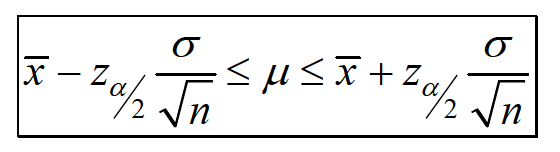 x̄ − z_{α/2} σ/√n ≤ μ ≤ x̄ + z_{α/2} σ/√n